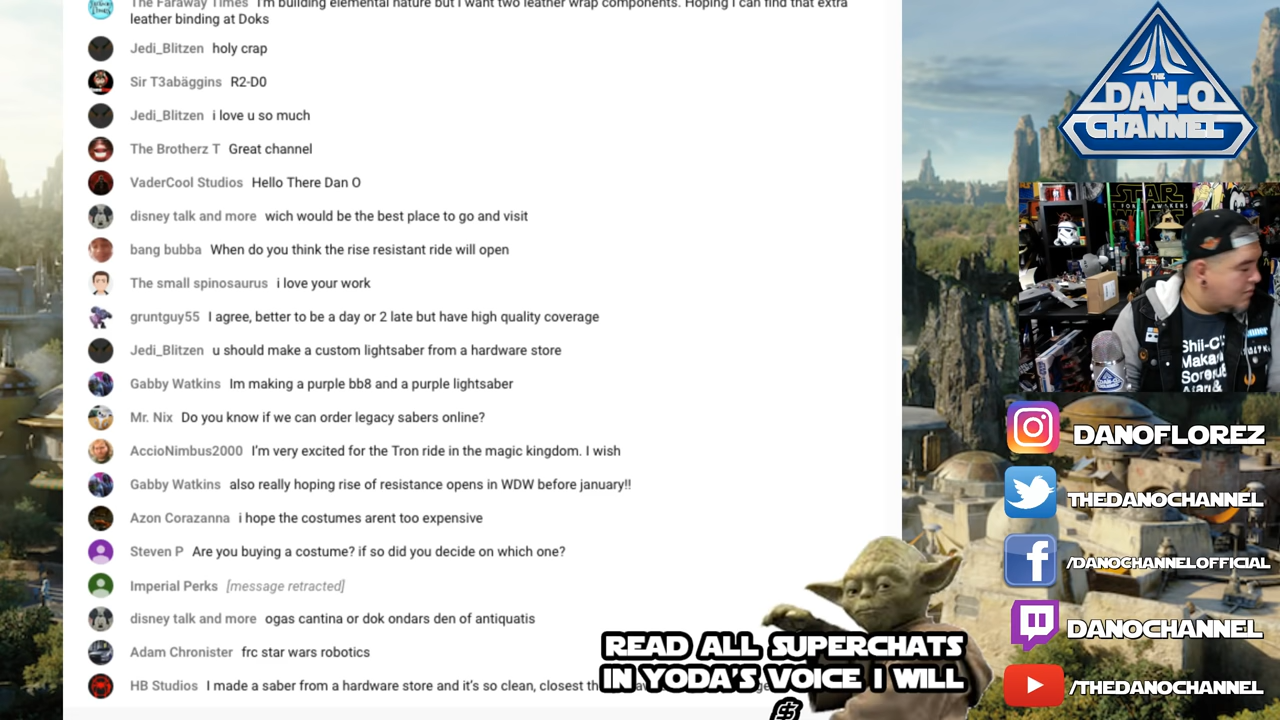 The Faraway Times I'm building elemental nature but I want two leather wrap components. Hoping I can find that extra
leather binding at Doks
Jedi_Blitzen holy crap
Sir T3abäggins R2-D0
Jedi_Blitzen i love u so much
The Brotherz T Great channel
VaderCool Studios Hello There Dan O
disney talk and more wich would be the best place to go and visit
bang bubba When do you think the rise resistant ride will open
The small spinosaurus i love your work
gruntguy55 I agree, better to be a day or 2 late but have high quality coverage
Jedi_Blitzen u should make a custom lightsaber from a hardware store
Gabby Watkins Im making a purple bb8 and a purple lightsaber
Mr. Nix Do you know if we can order legacy sabers online?
AccioNimbus2000 I'm very excited for the Tron ride in the magic kingdom. I wish
Gabby Watkins also really hoping rise of resistance opens in WDW before january!!
Azon Corazanna i hope the costumes arent too expensive
Steven P Are you buying a costume? if so did you decide on which one?
Imperial Perks [message retracted]
disney talk and more ogas cantina or dok ondars den of antiquatis
Adam Chronister frc star wars robotics
HB Studios I made a saber from a hardware store and it's so clean, closest
READ ALL SUPERCHATS
IN YODA'S VOICE I WILL
$
THE
DAN-O
CHANNEL
STAR
WARS
Shil-C
Maka
Soresu
DANOFLOREZ
THEDANOCHANNEL
/DANOCHANNELOFFICIAL
DANOCHANNEL
/THEDANOCHANNEL